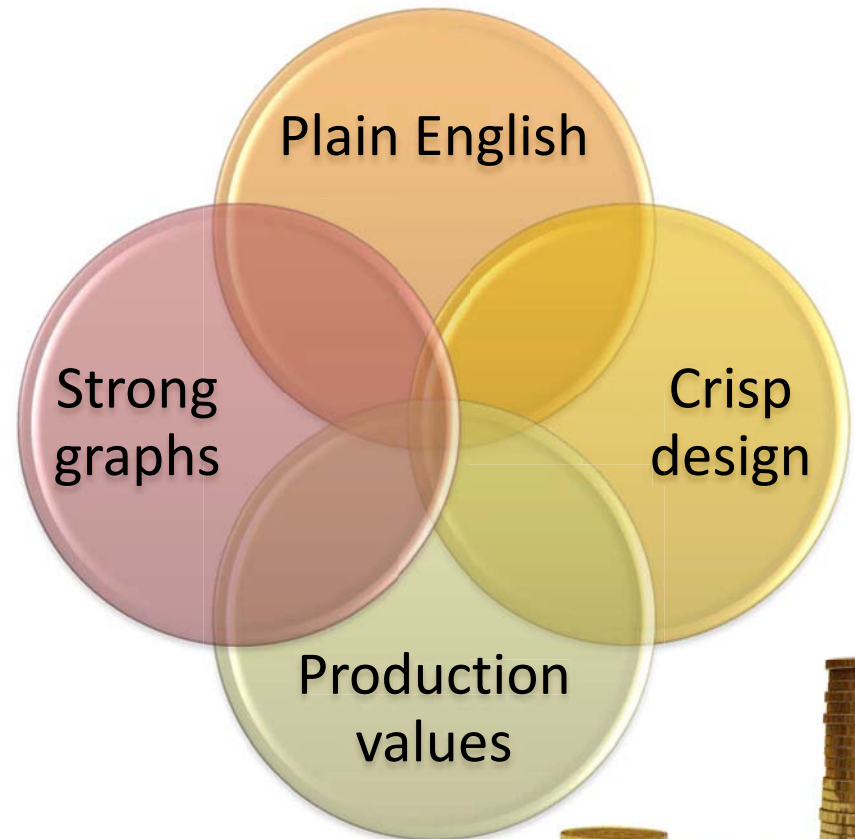 Plain English
Strong
graphs
Crisp
design
Production
values